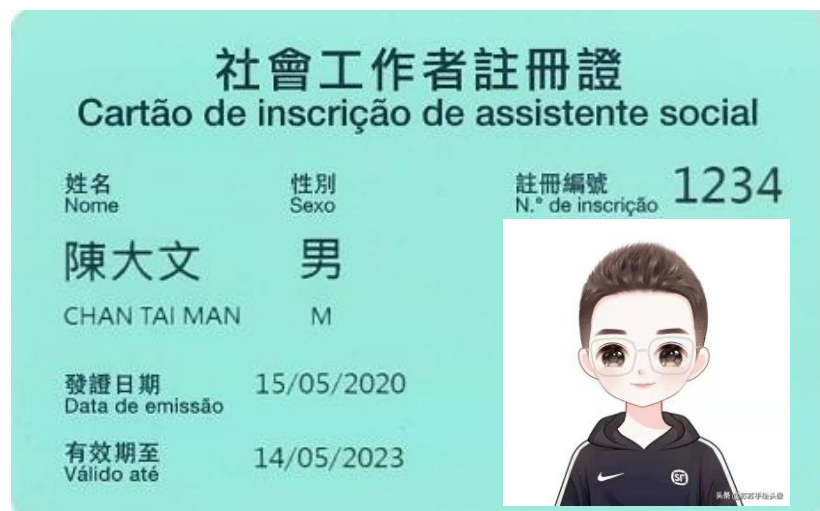 社會工作者註冊證
Cartão de inscrição de assistente social
姓名 性別 註冊編號 1234
Nome Sexo N.° de inscrição
陳大文 男
CHAN TAI MAN M
發證日期 15/05/2020
Data de emissão
有效期至 14/05/2023
Válido até
SF
头条